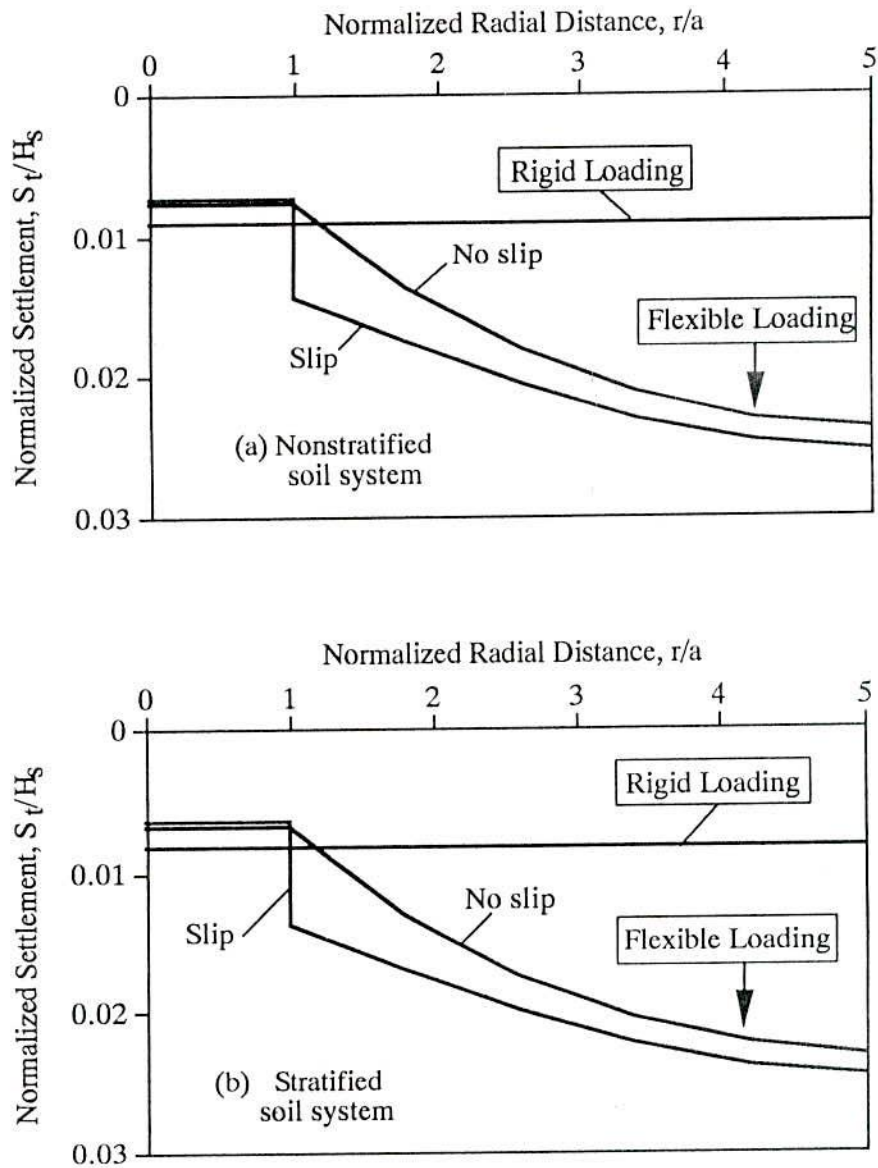 Normalized Radial Distance, r/a
0 1 2 3 4 5
0
0.01
0.02
0.03
Normalized Settlement, S t/Hs
Rigid Loading
No slip
Flexible Loading
Slip
(a) Nonstratified
soil system
Normalized Radial Distance, r/a
0 1 2 3 4 5
0
0.01
0.02
0.03
Normalized Settlement, S t/Hs
Rigid Loading
No slip
Slip
Flexible Loading
(b) Stratified
soil system